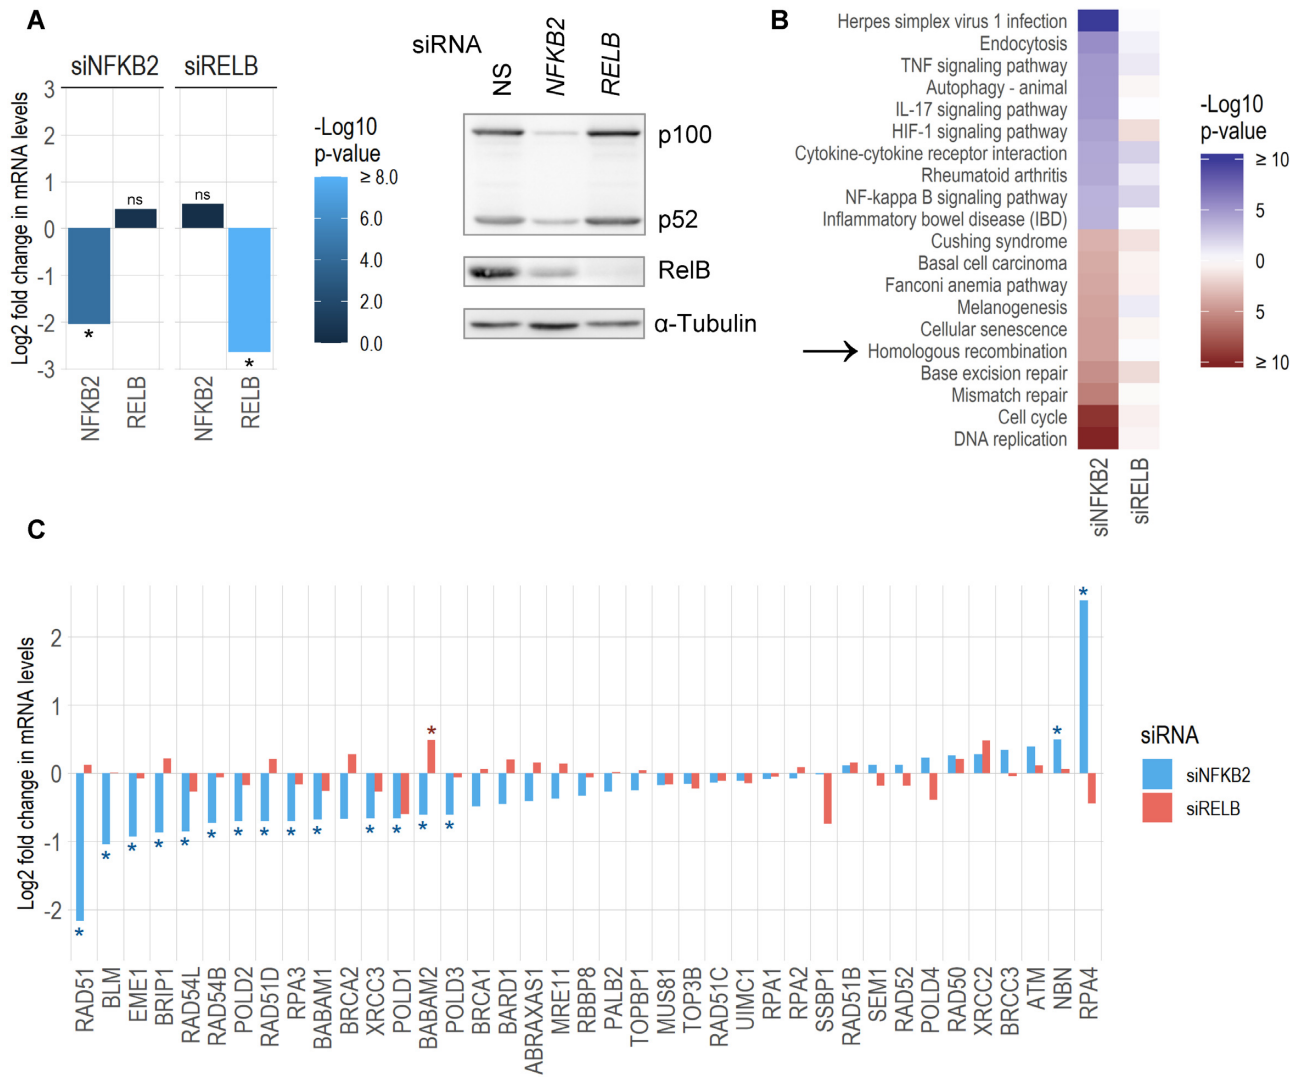 A
siNFKB2 siRELB
Log2 fold change in mRNA levels
3
2
1
0
-1
-2
-3
ns
ns
*
*
NFKB2
RELB
NFKB2
RELB
-Log10
p-value
≥ 8.0
6.0
4.0
2.0
0.0
siRNA
NS
NFKB2
RELB
p100
p52
RelB
α-Tubulin
B
Herpes simplex virus 1 infection
Endocytosis
TNF signaling pathway
Autophagy - animal
IL-17 signaling pathway
HIF-1 signaling pathway
Cytokine-cytokine receptor interaction
Rheumatoid arthritis
NF-kappa B signaling pathway
Inflammatory bowel disease (IBD)
Cushing syndrome
Basal cell carcinoma
Fanconi anemia pathway
Melanogenesis
Cellular senescence
Homologous recombination
Base excision repair
Mismatch repair
Cell cycle
DNA replication
siNFKB2
siRELB
-Log10
p-value
≥ 10
5
0
5
≥ 10
C
Log2 fold change in mRNA levels
2
1
0
-1
-2
* * * * * * * * * * * * * * * * *
RAD51
BLM
EME1
BRIP1
RAD54L
RAD54B
POLD2
RAD51D
RPA3
BABAM1
BRCA2
XRCC3
POLD1
BABAM2
POLD3
BRCA1
BARD1
ABRAXAS1
MRE11
RBBP8
PALB2
TOPBP1
MUS81
TOP3B
RAD51C
UIMC1
RPA1
RPA2
SSBP1
RAD51B
SEM1
RAD52
POLD4
RAD50
XRCC2
BRCC3
ATM
NBN
RPA4
siRNA
siNFKB2
siRELB